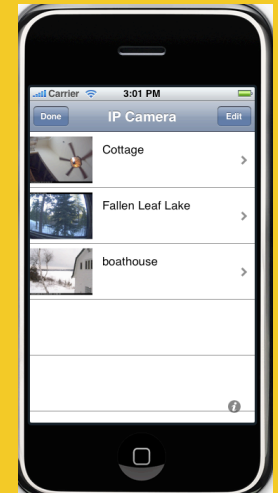 Carrier 3:01 PM
Done IP Camera Edit
Cottage
Fallen Leaf Lake
boathouse